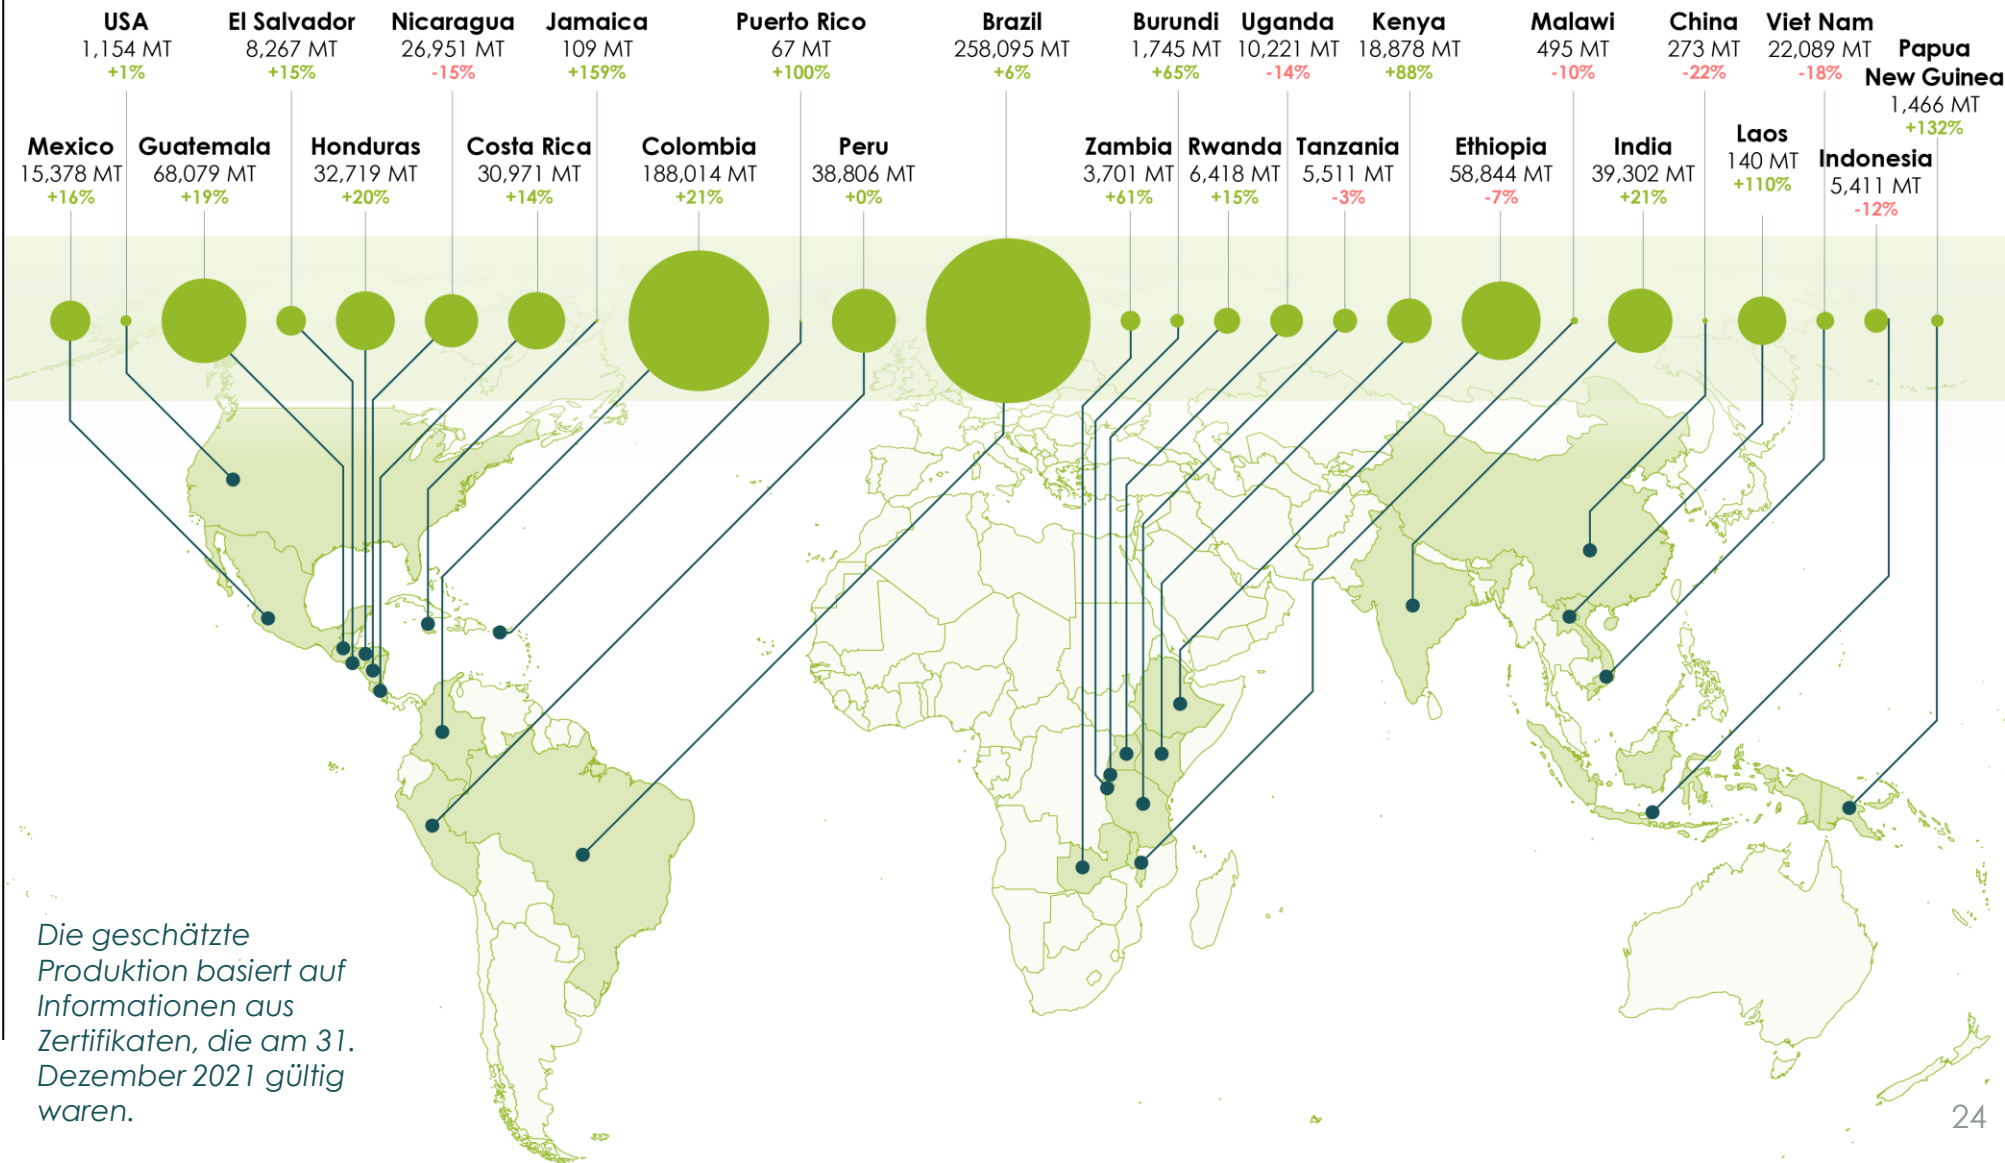 USA
1,154 MT
+1%
El Salvador
8,267 MT
+15%
Nicaragua
26,951 MT
-15%
Jamaica
109 MT
+159%
Puerto Rico
67 MT
+100%
Brazil
258,095 MT
+6%
Burundi
1,745 MT
+65%
Uganda
10,221 MT
-14%
Kenya
18,878 MT
+88%
Malawi
495 MT
-10%
China
273 MT
-22%
Viet Nam
22,089 MT
-18%
Papua
New Guinea
1,466 MT
+132%
Mexico
15,378 MT
+16%
Guatemala
68,079 MT
+19%
Honduras
32,719 MT
+20%
Costa Rica
30,971 MT
+14%
Colombia
188,014 MT
+21%
Peru
38,806 MT
+0%
Zambia
3,701 MT
+61%
Rwanda
6,418 MT
+15%
Tanzania
5,511 MT
-3%
Ethiopia
58,844 MT
-7%
India
39,302 MT
+21%
Laos
140 MT
+110%
Indonesia
5,411 MT
-12%
Die geschätzte
Produktion basiert auf
Informationen aus
Zertifikaten, die am 31.
Dezember 2021 gültig
waren.
24